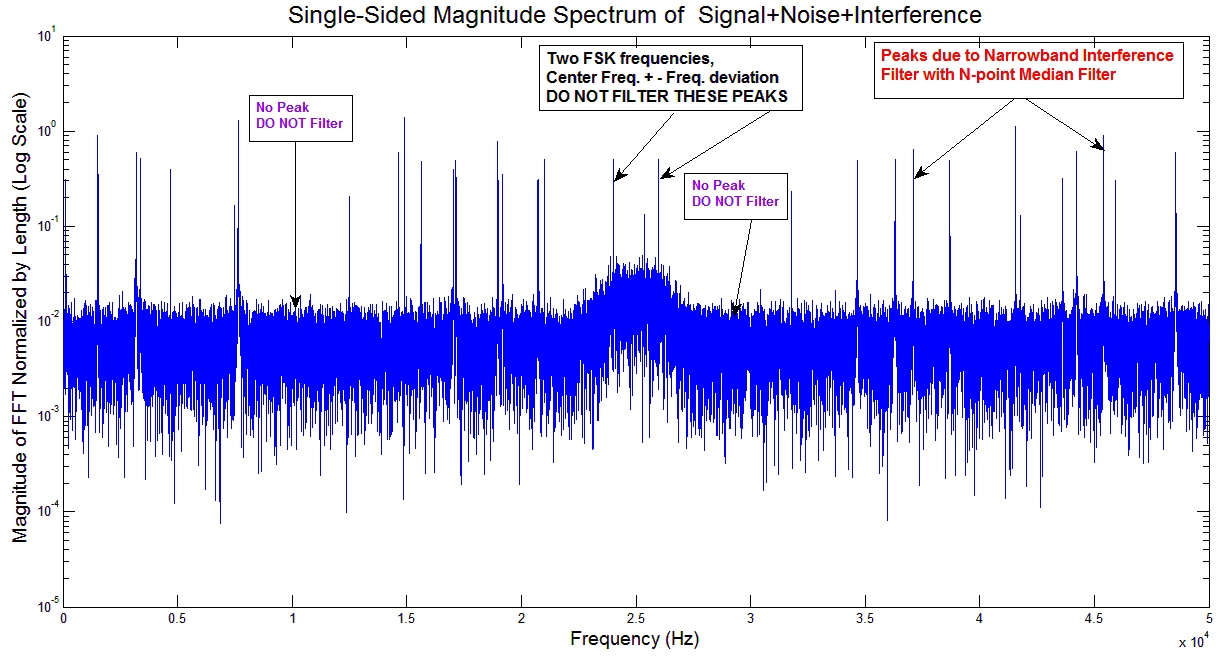 Single-Sided Magnitude Spectrum of  Signal+Noise+Interference
Magnitude of FFT Normalized by Length (Log Scale)
10^1
10^0
10^-1
10^-2
10^-3
10^-4
10^-5
No Peak
DO NOT Filter
Two FSK frequencies,
Center Freq. + - Freq. deviation
DO NOT FILTER THESE PEAKS
No Peak
DO NOT Filter
Peaks due to Narrowband Interference
Filter with N-point Median Filter
0 0.5 1 1.5 2 2.5 3 3.5 4 4.5 5
x 10^4
Frequency (Hz)